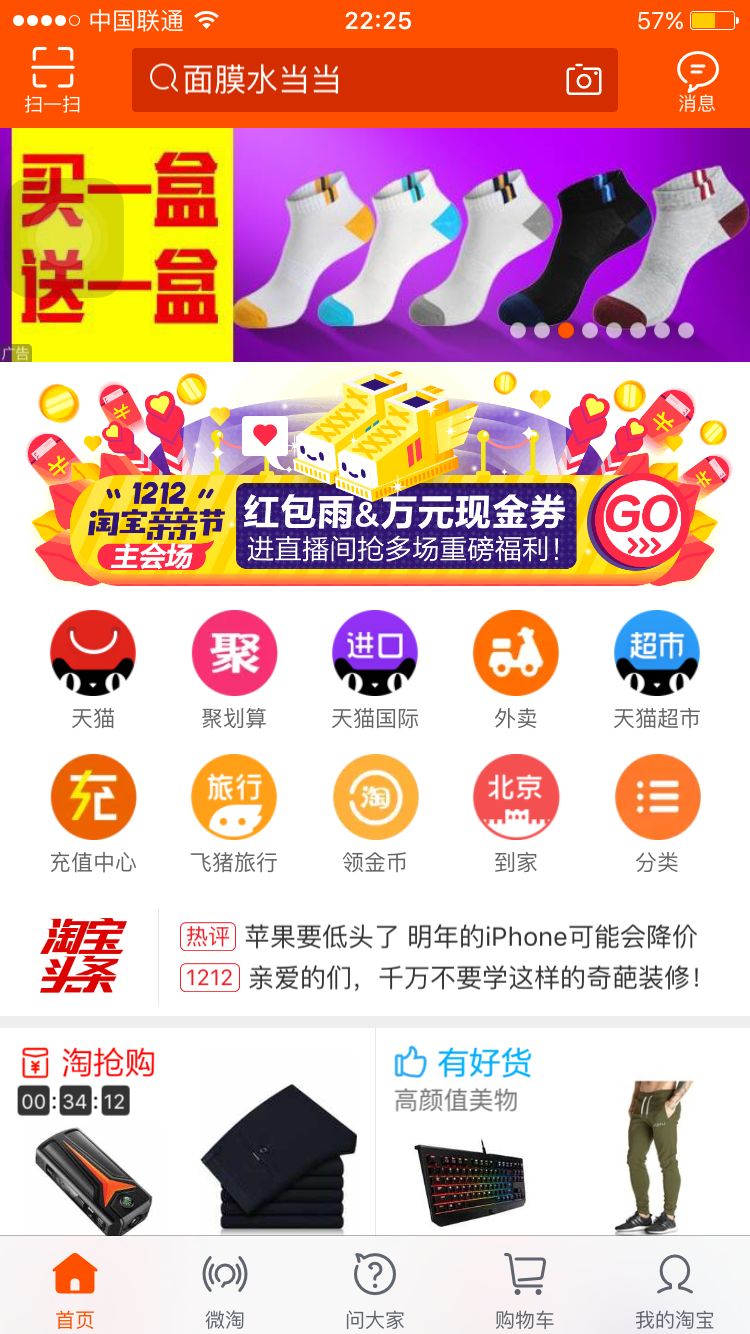 中国联通
22:25
57%
扫一扫
面膜水当当
消息
买一盒
送一盒
广告
1212
淘宝亲亲节
主会场
红包雨&万元现金券
进直播间抢多场重磅福利！
GO
聚
进口
超市
天猫
聚划算
天猫国际
外卖
天猫超市
充
旅行
淘
北京
充值中心
飞猪旅行
领金币
到家
分类
淘宝
头条
热评 苹果要低头了 明年的iPhone可能会降价
1212 亲爱的们，千万不要学这样的奇葩装修！
淘抢购
00:34:12
有好货
高颜值美物
首页
微淘
问大家
购物车
我的淘宝